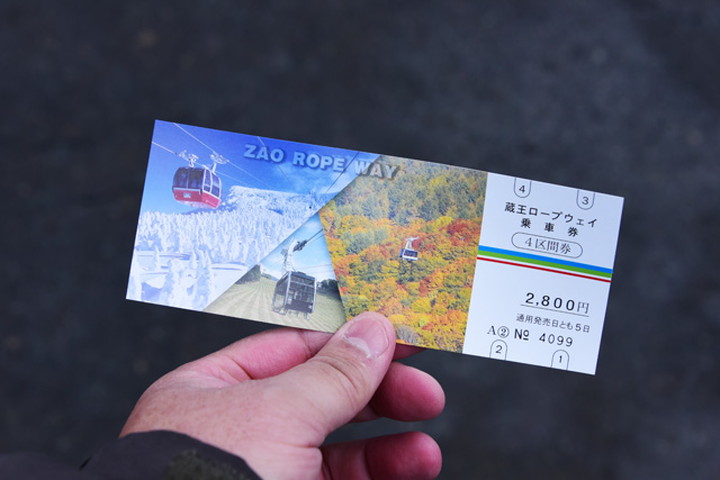 ZAO ROPE WAY
4 3
蔵王ロープウェイ
乗車券
4区間券
2,800円
通用発売日とも5日
A② № 4099
2 1